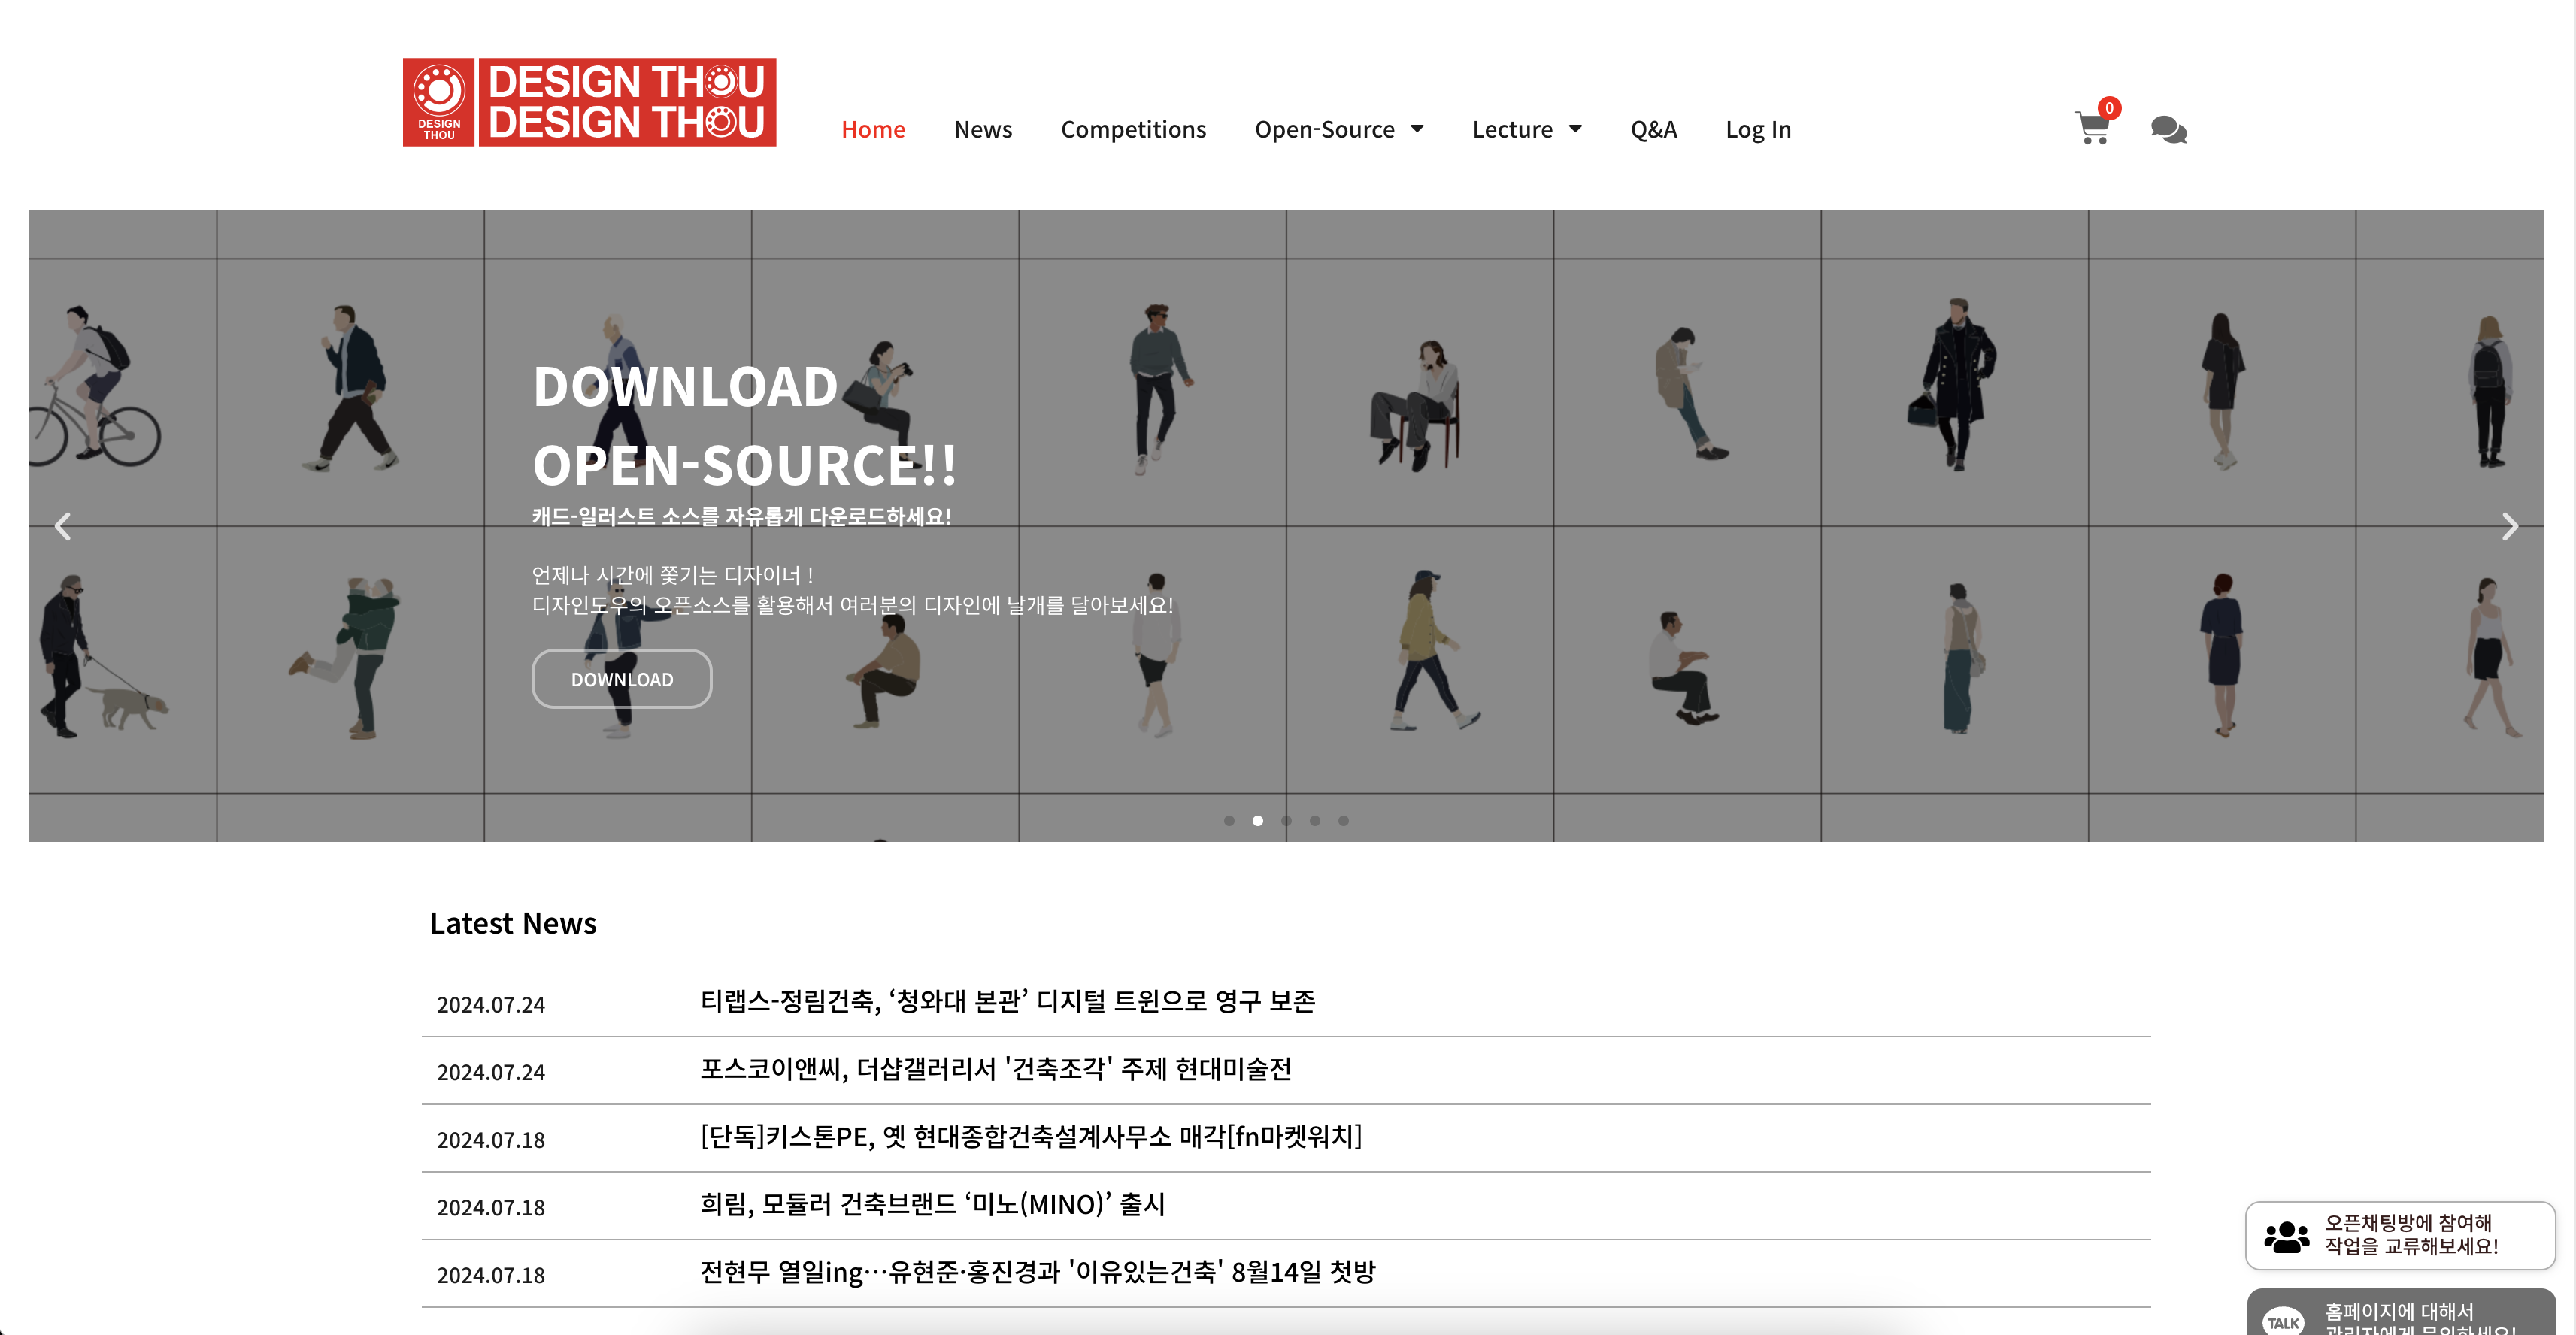 DESIGN
THOU
DESIGN THOU
DESIGN THOU
Home
News
Competitions
Open-Source
Lecture
Q&A
Log In
0
DOWNLOAD
OPEN-SOURCE!!
캐드-일러스트 소스를 자유롭게 다운로드하세요!
언제나 시간에 쫓기는 디자이너 !
디자인도우의 오픈소스를 활용해서 여러분의 디자인에 날개를 달아보세요!
DOWNLOAD
Latest News
2024.07.24
티랩스-정림건축, ‘청와대 본관’ 디지털 트윈으로 영구 보존
2024.07.24
포스코이앤씨, 더샵갤러리서 '건축조각' 주제 현대미술전
2024.07.18
[단독]키스톤PE, 옛 현대종합건축설계사무소 매각[fn마켓워치]
2024.07.18
희림, 모듈러 건축브랜드 ‘미노(MINO)’ 출시
2024.07.18
전현무 열일ing…유현준·홍진경과 '이유있는건축' 8월14일 첫방
오픈채팅방에 참여해
작업을 교류해보세요!
TALK
홈페이지에 대해서
관리자에게 문의하세요!